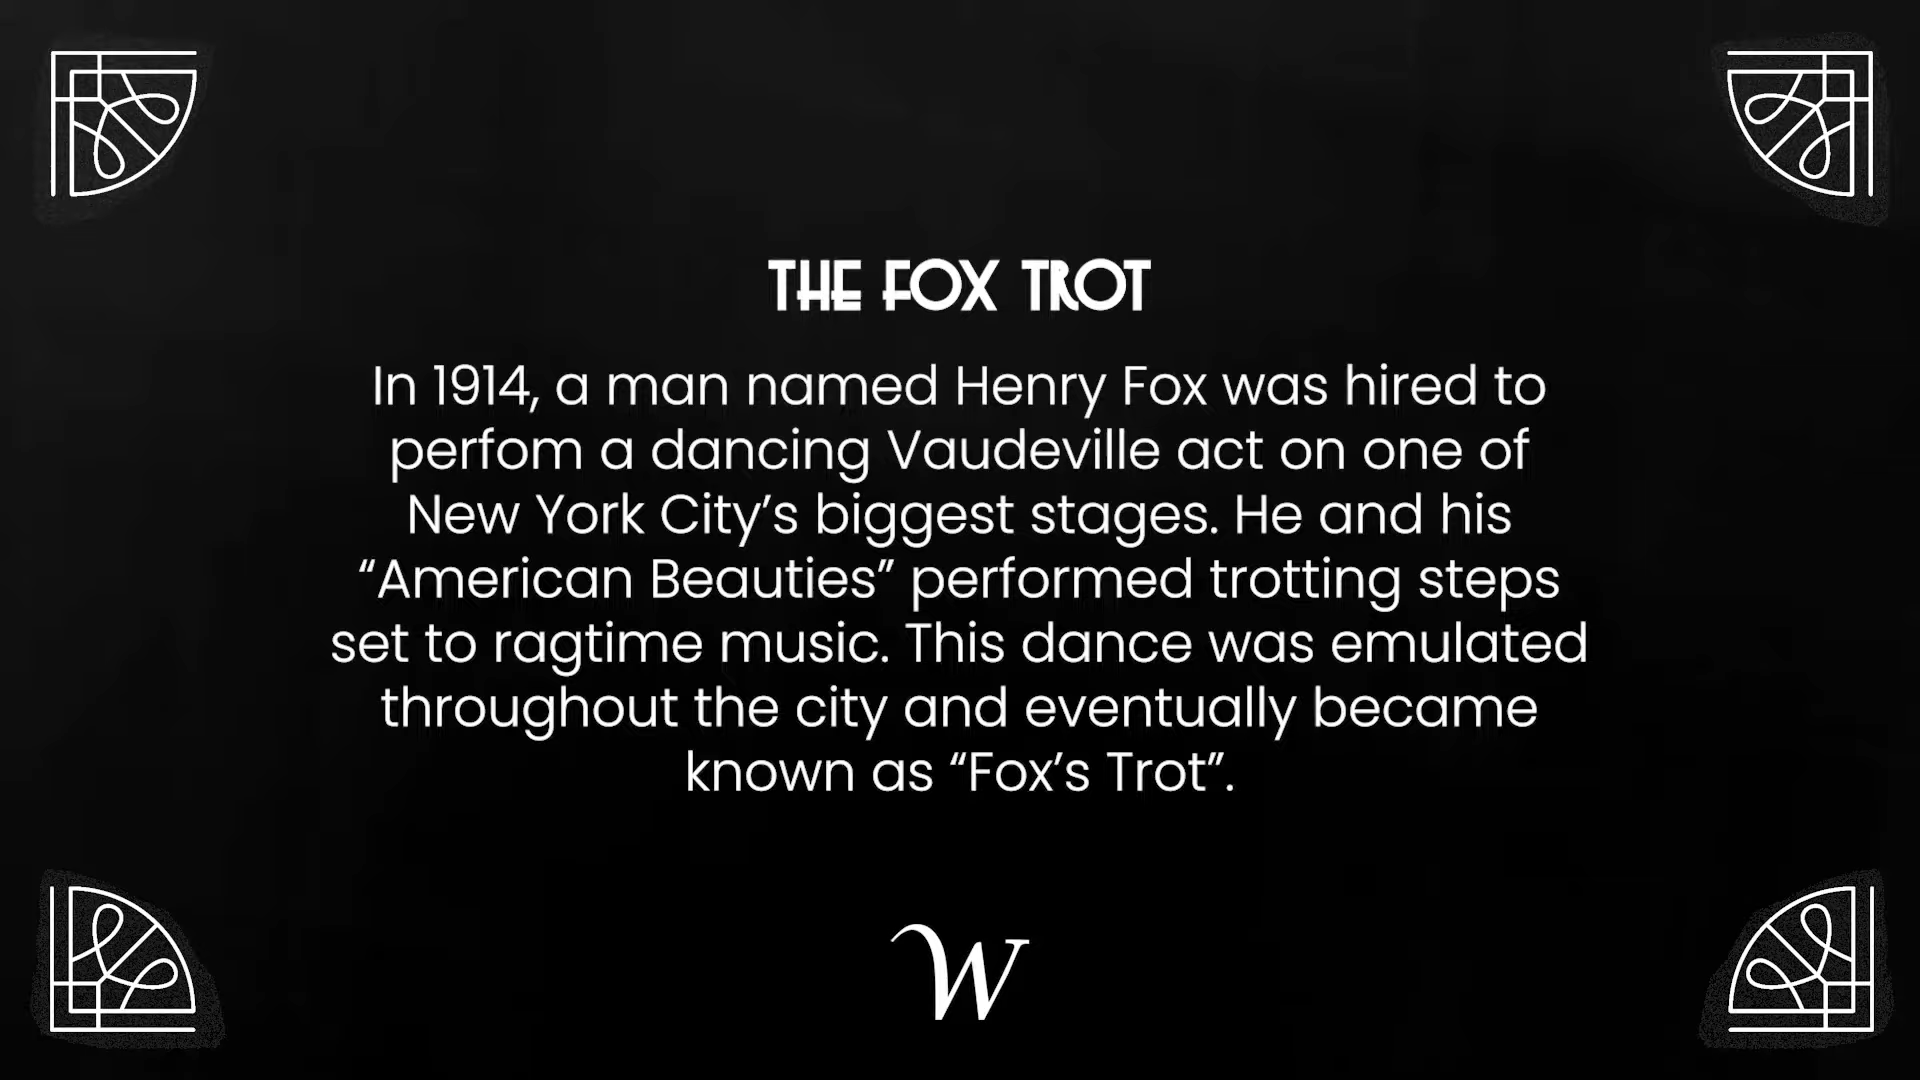 THE FOX TROT
In 1914, a man named Henry Fox was hired to
perfom a dancing Vaudeville act on one of
New York City’s biggest stages. He and his
“American Beauties” performed trotting steps
set to ragtime music. This dance was emulated
throughout the city and eventually became
known as “Fox’s Trot”.
W